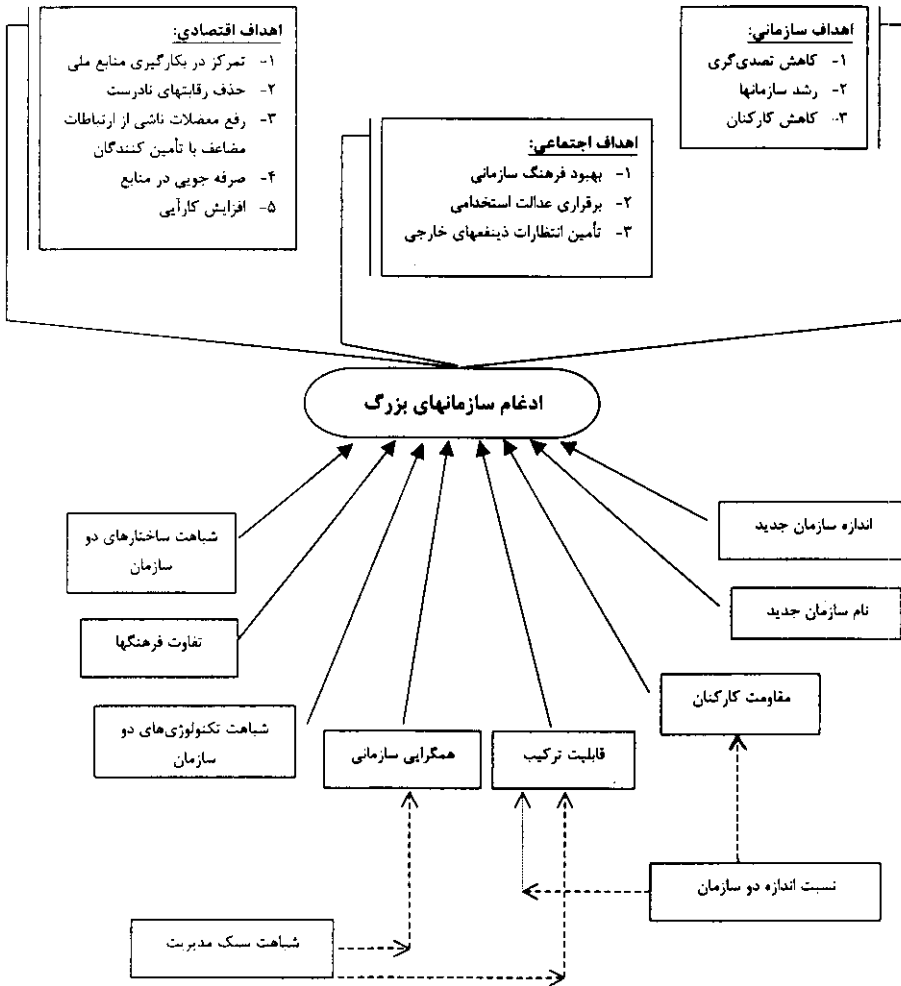 اهداف سازماني:
۱- کاهش تصدی‌گری
۲- رشد سازمانها
۳- کاهش کارکنان
اهداف اجتماعي:
۱- بهبود فرهنگ سازمانی
۲- برقراری عدالت استخدامی
۳- تأمین انتظارات ذینفعهای خارجی
اهداف اقتصادي:
۱- تمرکز در بکارگیری منابع ملی
۲- حذف رقابتهای نادرست
۳- رفع معضلات ناشی از ارتباطات
مضاعف با تأمین کنندگان
۴- صرفه جویی در منابع
۵- افزایش کارآیی
ادغام سازمانهای بزرگ
اندازه سازمان جدید
نام سازمان جدید
مقاومت کارکنان
قابلیت ترکیب
همگرایی سازمانی
شباهت تکنولوژی‌های دو
سازمان
تفاوت فرهنگها
شباهت ساختارهای دو
سازمان
نسبت اندازه دو سازمان
شباهت سبک مدیریت